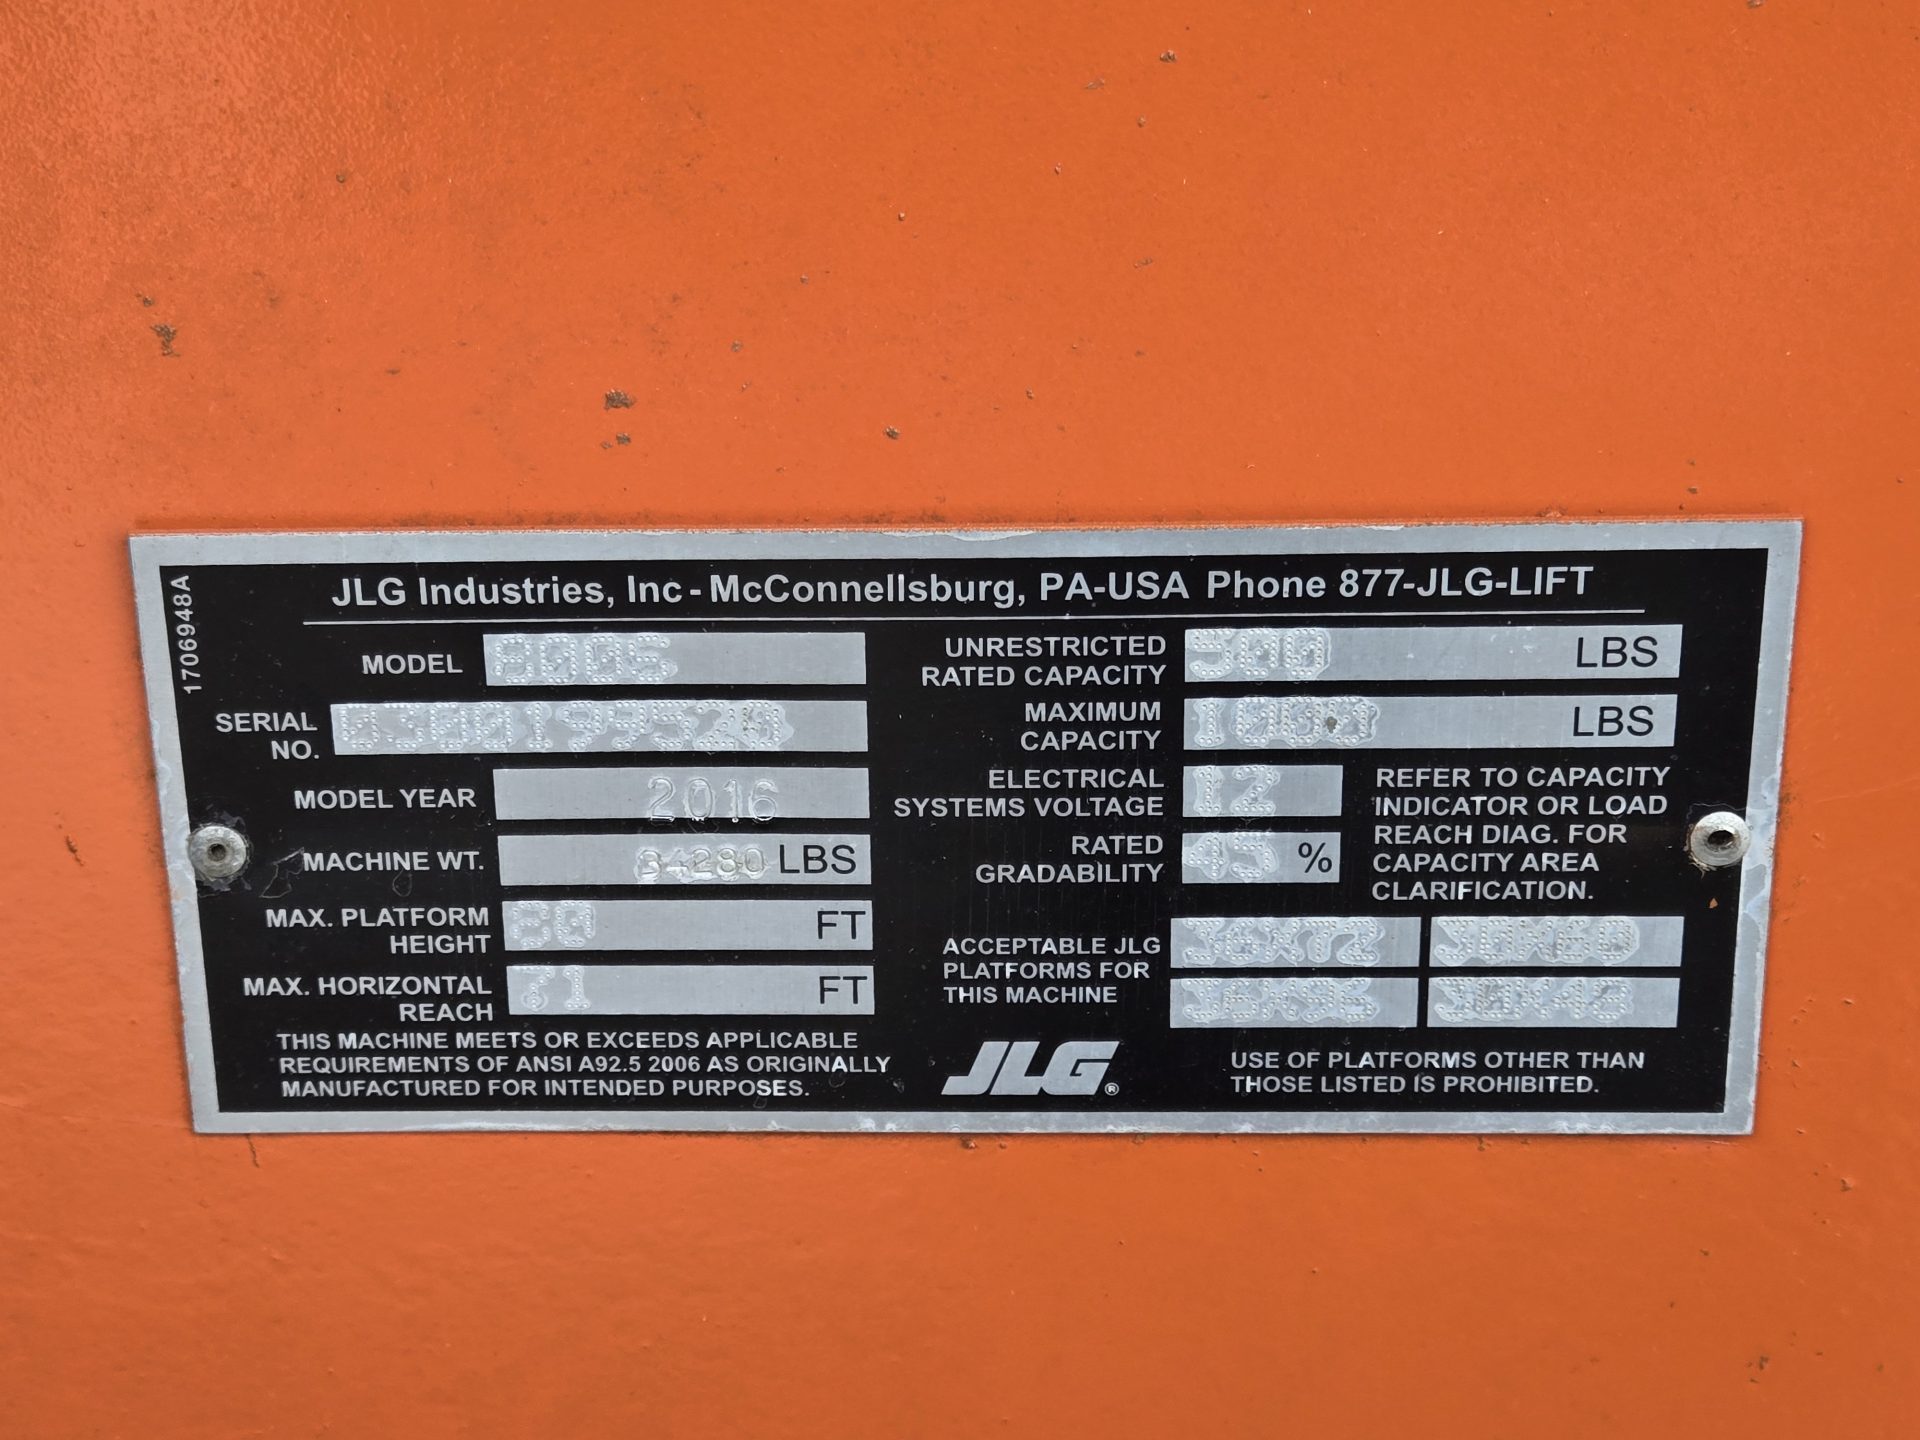 1706948A
JLG Industries, Inc - McConnellsburg, PA-USA Phone 877-JLG-LIFT
MODEL 800S
SERIAL NO. 0300199520
MODEL YEAR 2016
MACHINE WT. 34280 LBS
MAX. PLATFORM HEIGHT 80 FT
MAX. HORIZONTAL REACH 71 FT
THIS MACHINE MEETS OR EXCEEDS APPLICABLE
REQUIREMENTS OF ANSI A92.5 2006 AS ORIGINALLY
MANUFACTURED FOR INTENDED PURPOSES.
UNRESTRICTED RATED CAPACITY 500 LBS
MAXIMUM CAPACITY 1000 LBS
ELECTRICAL SYSTEMS VOLTAGE 12
RATED GRADABILITY 45 %
REFER TO CAPACITY
INDICATOR OR LOAD
REACH DIAG. FOR
CAPACITY AREA
CLARIFICATION.
ACCEPTABLE JLG
PLATFORMS FOR
THIS MACHINE
36X72
JLG®
USE OF PLATFORMS OTHER THAN
THOSE LISTED IS PROHIBITED.